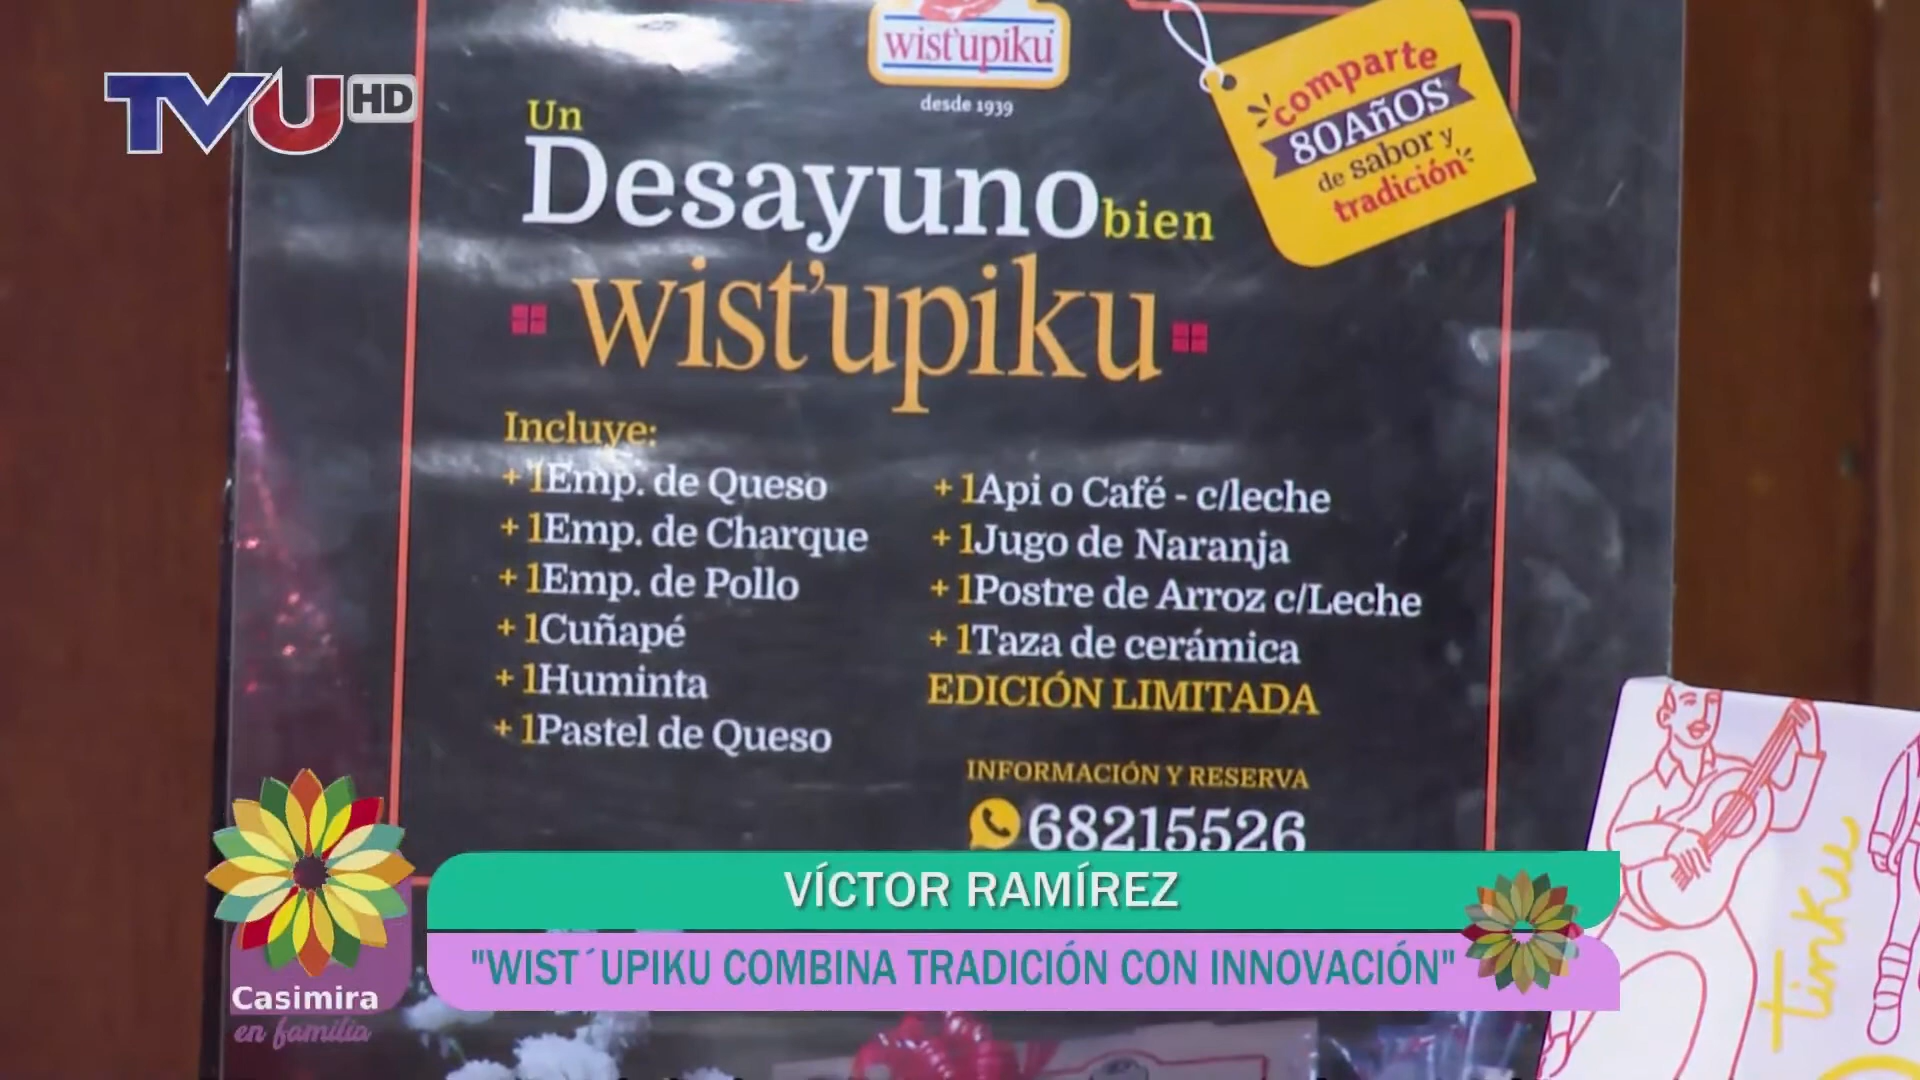 TVU HD
wist'upiku
desde 1939
comparte
80AÑOS
de sabor y
tradición
Un
Desayuno bien
wist'upiku
Incluye:
+1Emp. de Queso
+1Emp. de Charque
+1Emp. de Pollo
+1Cuñapé
+1Huminta
+1Pastel de Queso
+1Api o Café - c/leche
+1Jugo de Naranja
+1Postre de Arroz c/Leche
+1Taza de cerámica
EDICIÓN LIMITADA
INFORMACIÓN Y RESERVA
68215526
tinku
VÍCTOR RAMÍREZ
"WIST´UPIKU COMBINA TRADICIÓN CON INNOVACIÓN"
Casimira
en familia